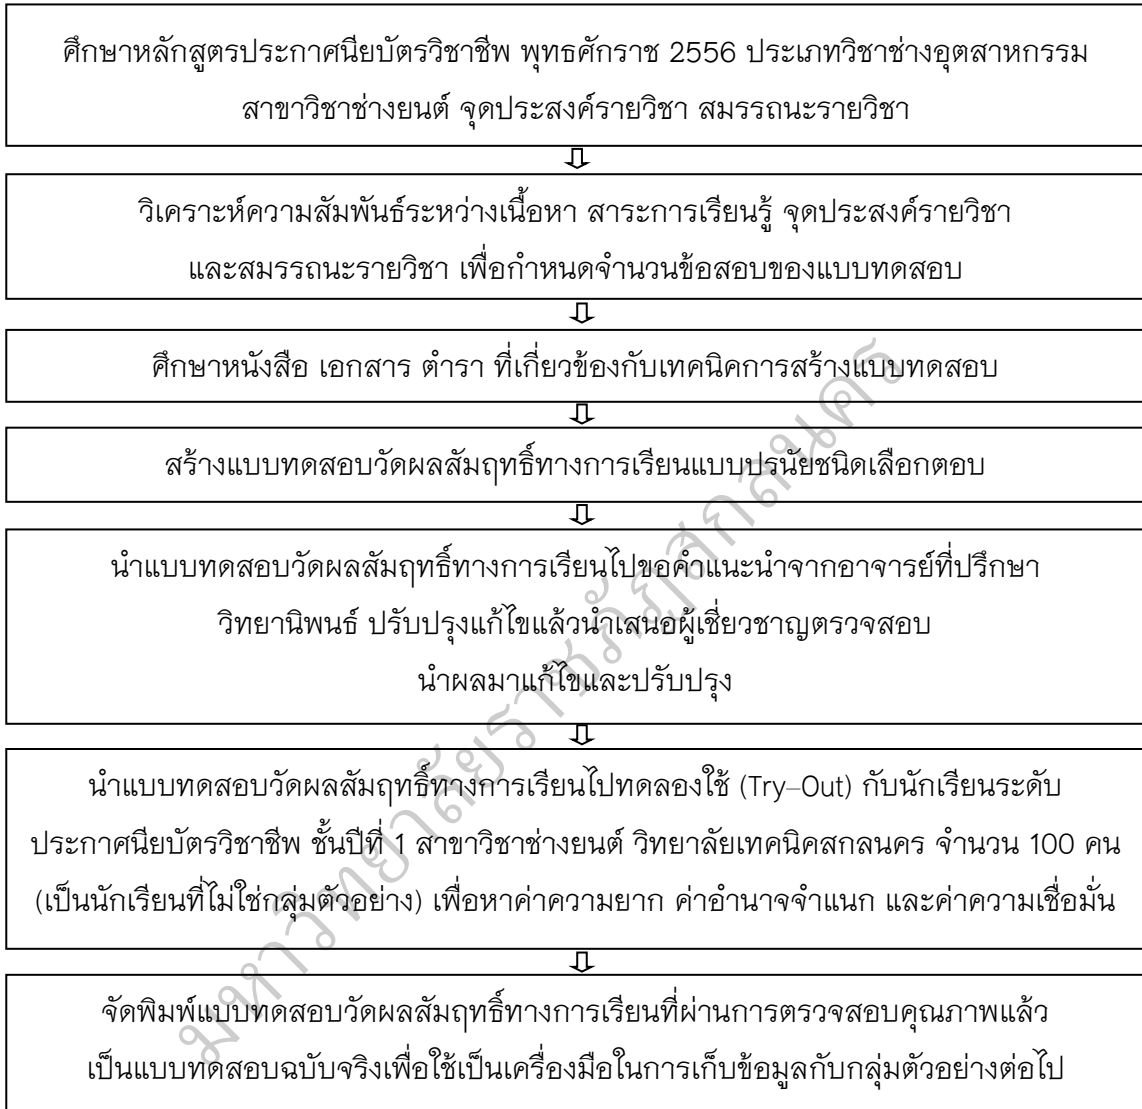 ศึกษาหลักสูตรประกาศนียบัตรวิชาชีพ พุทธศักราช 2556 ประเภทวิชาช่างอุตสาหกรรม
สาขาวิชาช่างยนต์ จุดประสงค์รายวิชา สมรรถนะรายวิชา
วิเคราะห์ความสัมพันธ์ระหว่างเนื้อหา สาระการเรียนรู้ จุดประสงค์รายวิชา
และสมรรถนะรายวิชา เพื่อกำหนดจำนวนข้อสอบของแบบทดสอบ
ศึกษาหนังสือ เอกสาร ตำรา ที่เกี่ยวข้องกับเทคนิคการสร้างแบบทดสอบ
สร้างแบบทดสอบวัดผลสัมฤทธิ์ทางการเรียนแบบปรนัยชนิดเลือกตอบ
นำแบบทดสอบวัดผลสัมฤทธิ์ทางการเรียนไปขอคำแนะนำจากอาจารย์ที่ปรึกษา
วิทยานิพนธ์ ปรับปรุงแก้ไขแล้วนำเสนอผู้เชี่ยวชาญตรวจสอบ
นำผลมาแก้ไขและปรับปรุง
นำแบบทดสอบวัดผลสัมฤทธิ์ทางการเรียนไปทดลองใช้ (Try–Out) กับนักเรียนระดับ
ประกาศนียบัตรวิชาชีพ ชั้นปีที่ 1 สาขาวิชาช่างยนต์ วิทยาลัยเทคนิคสกลนคร จำนวน 100 คน
(เป็นนักเรียนที่ไม่ใช่กลุ่มตัวอย่าง) เพื่อหาค่าความยาก ค่าอำนาจจำแนก และค่าความเชื่อมั่น
จัดพิมพ์แบบทดสอบวัดผลสัมฤทธิ์ทางการเรียนที่ผ่านการตรวจสอบคุณภาพแล้ว
เป็นแบบทดสอบฉบับจริงเพื่อใช้เป็นเครื่องมือในการเก็บข้อมูลกับกลุ่มตัวอย่างต่อไป
มหาวิทยาลัยราชภัฏสกลนคร